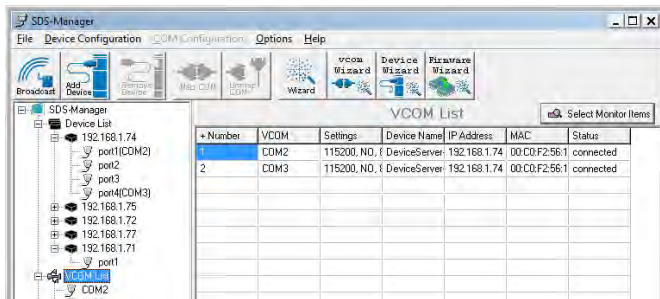 SDS-Manager
File Device Configuration COM Configuration Options Help
Broadcast
Add Device
Remove Device
Map COM
Unmap COM
Wizard
vcom Wizard
Device Wizard
Firmware Wizard
VCOM List
Select Monitor Items
SDS-Manager
Device List
192.168.1.74
port1(COM2)
port2
port3
port4(COM3)
192.168.1.75
192.168.1.72
192.168.1.77
192.168.1.71
port1
VCOM List
COM2
+ Number VCOM Settings Device Name IP Address MAC Status
1 COM2 115200, NO, DeviceServer- 192.168.1.74 00:C0:F2:56:1 connected
2 COM3 115200, NO, DeviceServer- 192.168.1.74 00:C0:F2:56:1 connected